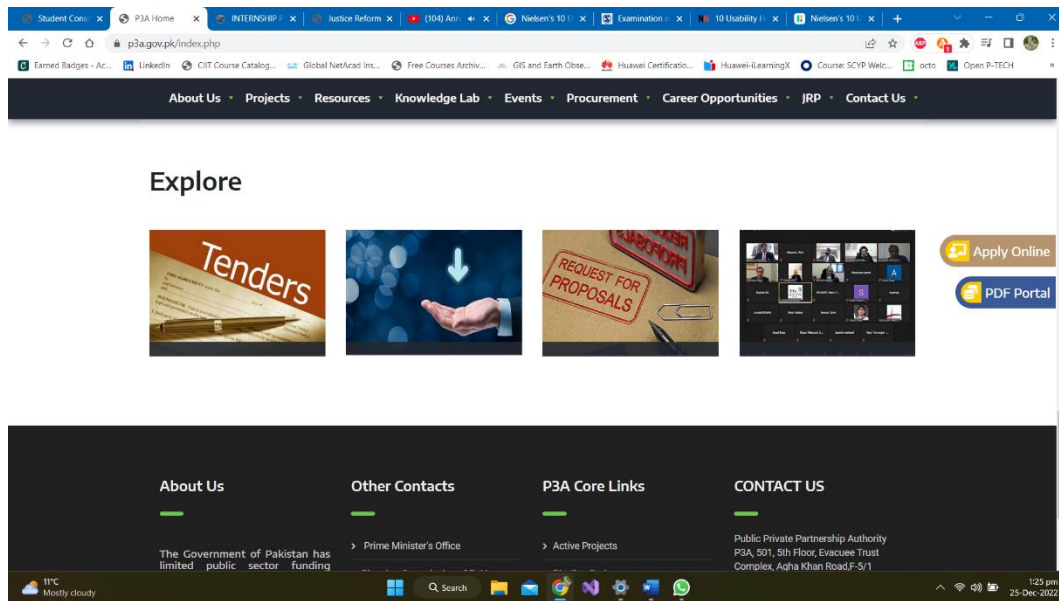 Student Cons
P3A Home
INTERNSHIP P
Justice Reform
(104) Ann
Nielsen's 10 U
Examination o
10 Usability H
Nielsen's 10 U
p3a.gov.pk/index.php
Earned Badges - Ac...
LinkedIn
CIIT Course Catalog...
Global NetAcad Ins...
Free Courses Archiv...
GIS and Earth Obse...
Huawei Certificatio...
Huawei-iLearningX
Course: SCYP Welc...
octo
Open P-TECH
»
About Us
Projects
Resources
Knowledge Lab
Events
Procurement
Career Opportunities
JRP
Contact Us
Explore
Tenders
REQUEST FOR
PROPOSALS
Apply Online
PDF Portal
About Us
The Government of Pakistan has
limited public sector funding
Other Contacts
> Prime Minister's Office
P3A Core Links
> Active Projects
CONTACT US
Public Private Partnership Authority
P3A, 501, 5th Floor, Evacuee Trust
Complex, Agha Khan Road,F-5/1
11°C
Mostly cloudy
Search
1:25 pm
25-Dec-2022